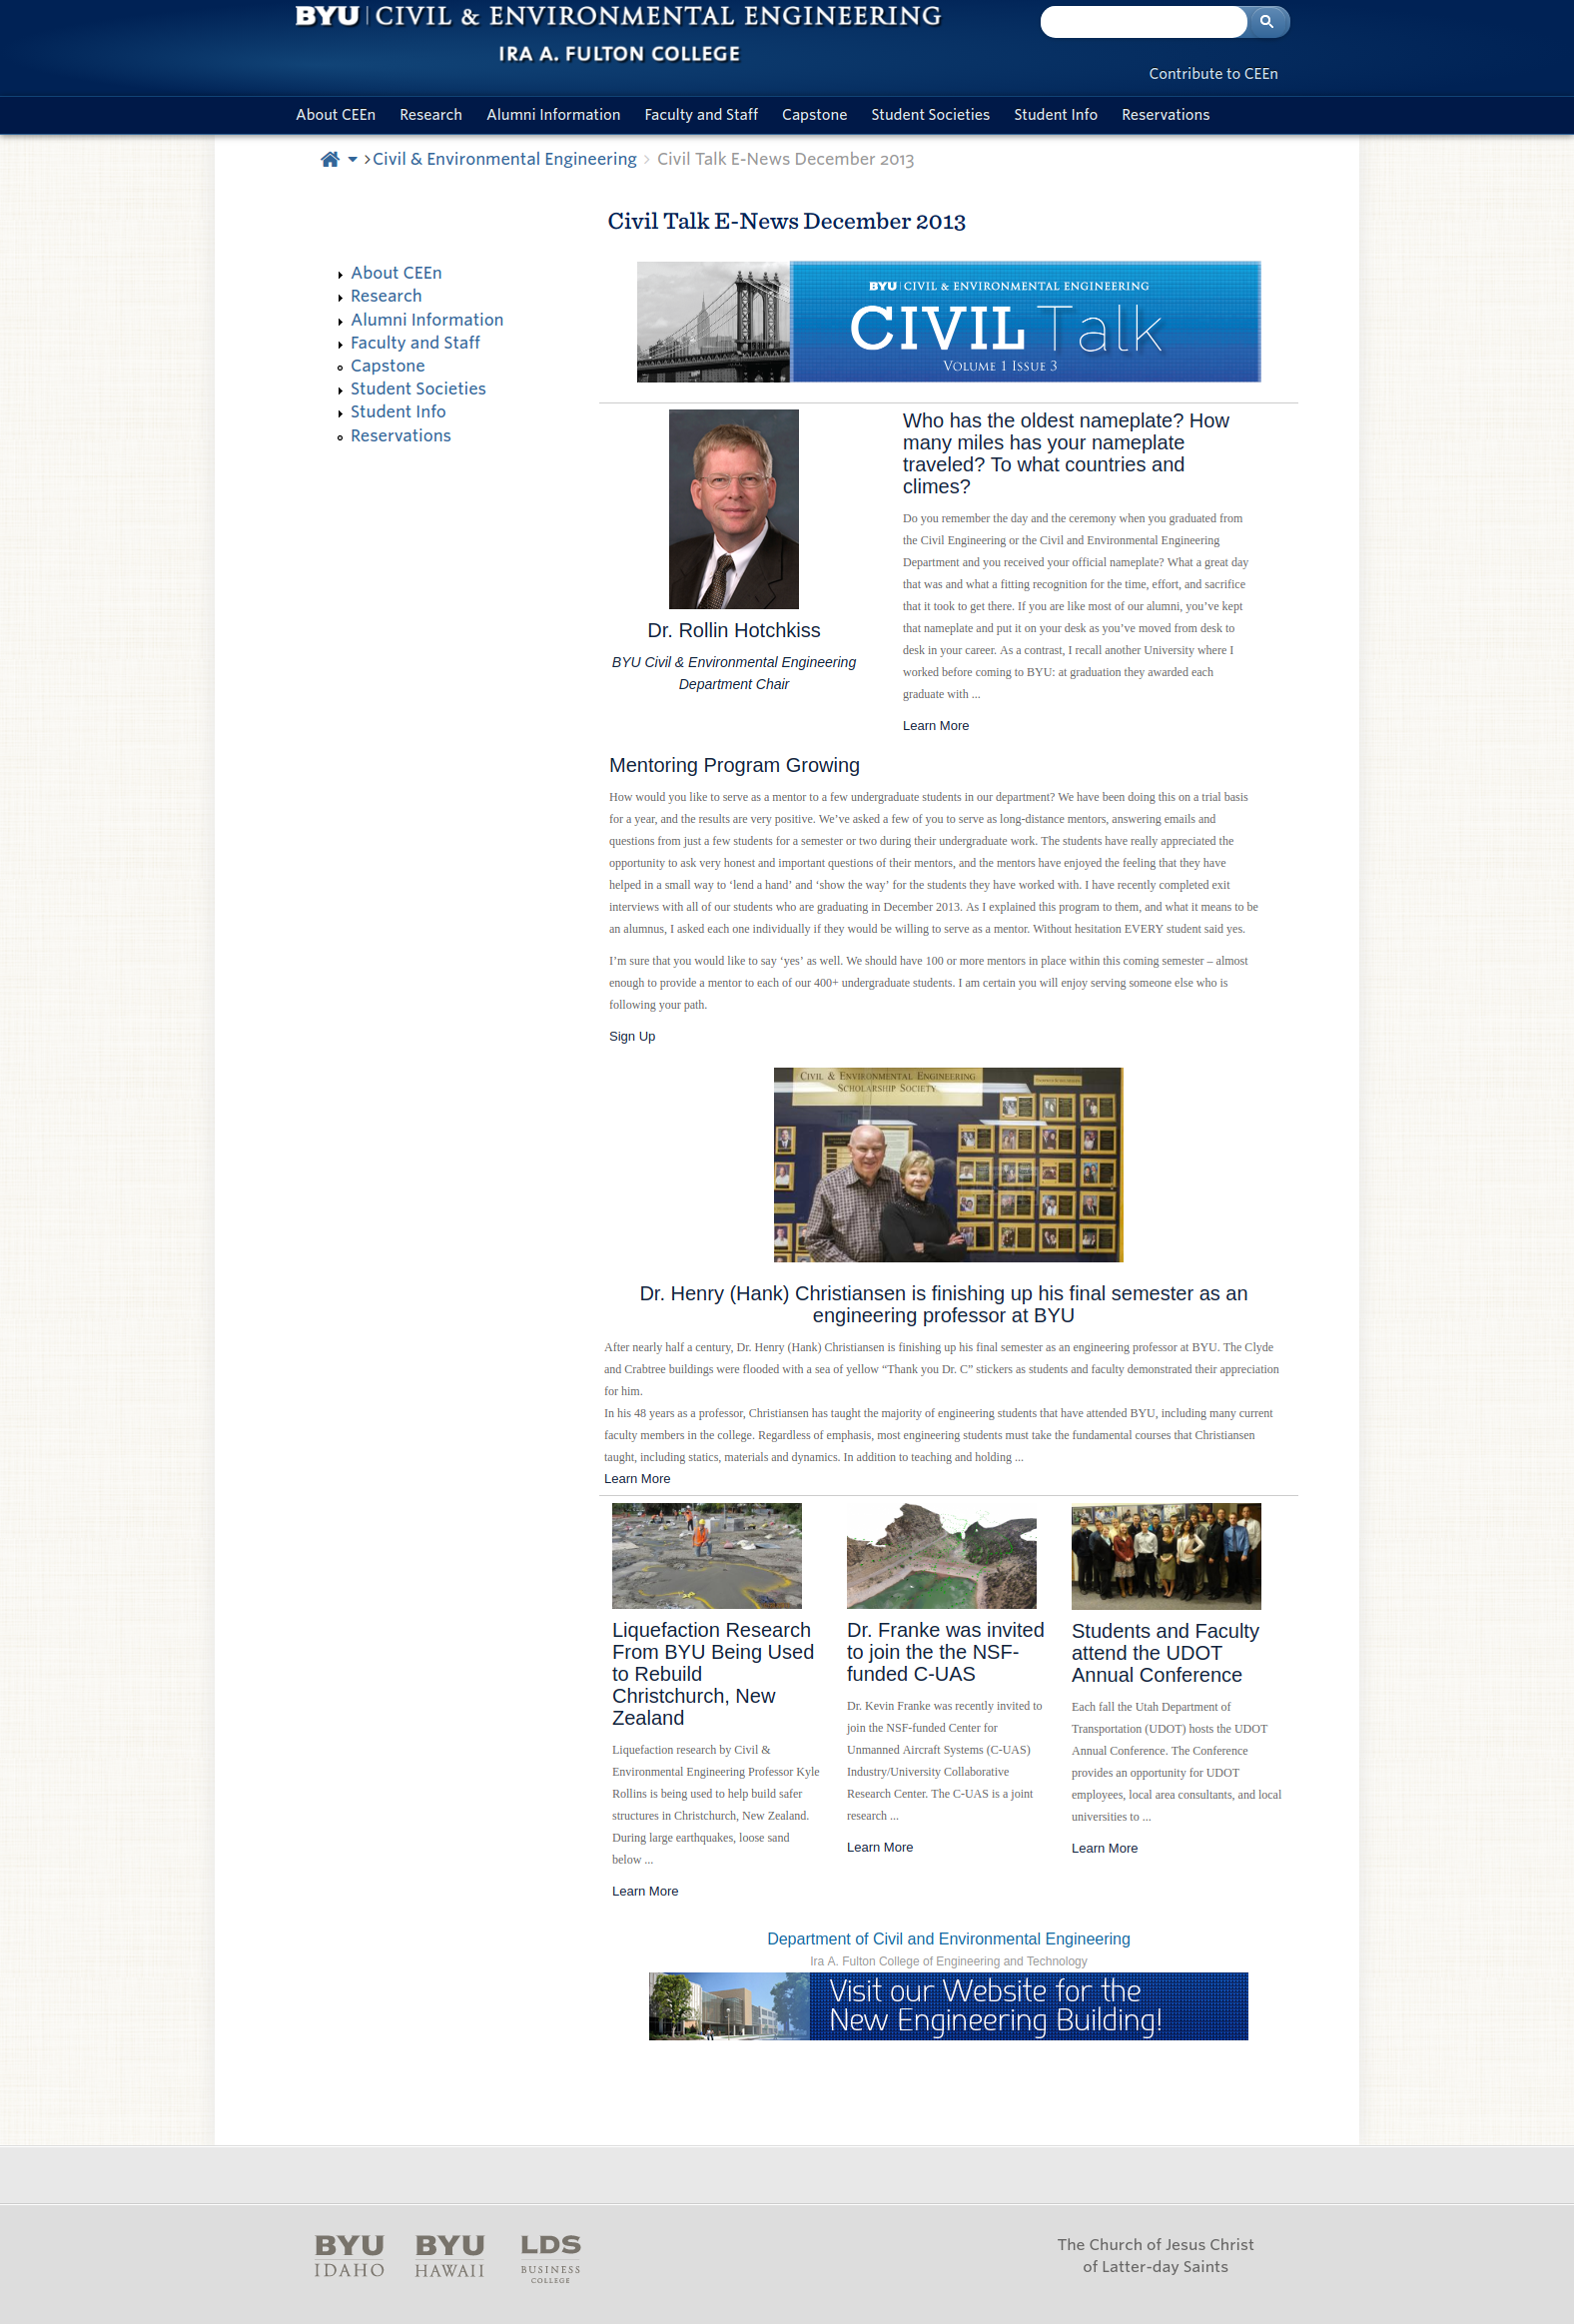 BYU | CIVIL & ENVIRONMENTAL ENGINEERING
IRA A. FULTON COLLEGE
Contribute to CEEn
About CEEn Research Alumni Information Faculty and Staff Capstone Student Societies Student Info Reservations
Civil & Environmental Engineering Civil Talk E-News December 2013
Civil Talk E-News December 2013
About CEEn
Research
Alumni Information
Faculty and Staff
Capstone
Student Societies
Student Info
Reservations
BYU | CIVIL & ENVIRONMENTAL ENGINEERING
CIVIL Talk
VOLUME 1 ISSUE 3
Dr. Rollin Hotchkiss
BYU Civil & Environmental Engineering
Department Chair
Who has the oldest nameplate? How
many miles has your nameplate
traveled? To what countries and
climes?
Do you remember the day and the ceremony when you graduated from
the Civil Engineering or the Civil and Environmental Engineering
Department and you received your official nameplate? What a great day
that was and what a fitting recognition for the time, effort, and sacrifice
that it took to get there. If you are like most of our alumni, you’ve kept
that nameplate and put it on your desk as you’ve moved from desk to
desk in your career. As a contrast, I recall another University where I
worked before coming to BYU: at graduation they awarded each
graduate with ...
Learn More
Mentoring Program Growing
How would you like to serve as a mentor to a few undergraduate students in our department? We have been doing this on a trial basis
for a year, and the results are very positive. We’ve asked a few of you to serve as long-distance mentors, answering emails and
questions from just a few students for a semester or two during their undergraduate work. The students have really appreciated the
opportunity to ask very honest and important questions of their mentors, and the mentors have enjoyed the feeling that they have
helped in a small way to ‘lend a hand’ and ‘show the way’ for the students they have worked with. I have recently completed exit
interviews with all of our students who are graduating in December 2013. As I explained this program to them, and what it means to be
an alumnus, I asked each one individually if they would be willing to serve as a mentor. Without hesitation EVERY student said yes.
I’m sure that you would like to say ‘yes’ as well. We should have 100 or more mentors in place within this coming semester – almost
enough to provide a mentor to each of our 400+ undergraduate students. I am certain you will enjoy serving someone else who is
following your path.
Sign Up
CIVIL & ENVIRONMENTAL ENGINEERING
SCHOLARSHIP SOCIETY
Dr. Henry (Hank) Christiansen is finishing up his final semester as an
engineering professor at BYU
After nearly half a century, Dr. Henry (Hank) Christiansen is finishing up his final semester as an engineering professor at BYU. The Clyde
and Crabtree buildings were flooded with a sea of yellow “Thank you Dr. C” stickers as students and faculty demonstrated their appreciation
for him.
In his 48 years as a professor, Christiansen has taught the majority of engineering students that have attended BYU, including many current
faculty members in the college. Regardless of emphasis, most engineering students must take the fundamental courses that Christiansen
taught, including statics, materials and dynamics. In addition to teaching and holding ...
Learn More
Liquefaction Research
From BYU Being Used
to Rebuild
Christchurch, New
Zealand
Liquefaction research by Civil &
Environmental Engineering Professor Kyle
Rollins is being used to help build safer
structures in Christchurch, New Zealand.
During large earthquakes, loose sand
below ...
Learn More
Dr. Franke was invited
to join the the NSF-
funded C-UAS
Dr. Kevin Franke was recently invited to
join the NSF-funded Center for
Unmanned Aircraft Systems (C-UAS)
Industry/University Collaborative
Research Center. The C-UAS is a joint
research ...
Learn More
Students and Faculty
attend the UDOT
Annual Conference
Each fall the Utah Department of
Transportation (UDOT) hosts the UDOT
Annual Conference. The Conference
provides an opportunity for UDOT
employees, local area consultants, and local
universities to ...
Learn More
Department of Civil and Environmental Engineering
Ira A. Fulton College of Engineering and Technology
Visit our Website for the
New Engineering Building!
BYU IDAHO
BYU HAWAII
LDS BUSINESS COLLEGE
The Church of Jesus Christ
of Latter-day Saints